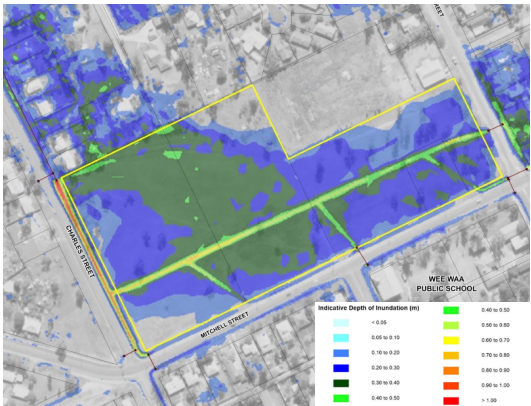 STREET
CHARLES STREET
MITCHELL STREET
WEE WAA
PUBLIC SCHOOL
Indicative Depth of Inundation (m)
< 0.05
0.05 to 0.10
0.10 to 0.20
0.20 to 0.30
0.30 to 0.40
0.40 to 0.50
0.40 to 0.50
0.50 to 0.60
0.60 to 0.70
0.70 to 0.80
0.80 to 0.90
0.90 to 1.00
> 1.00